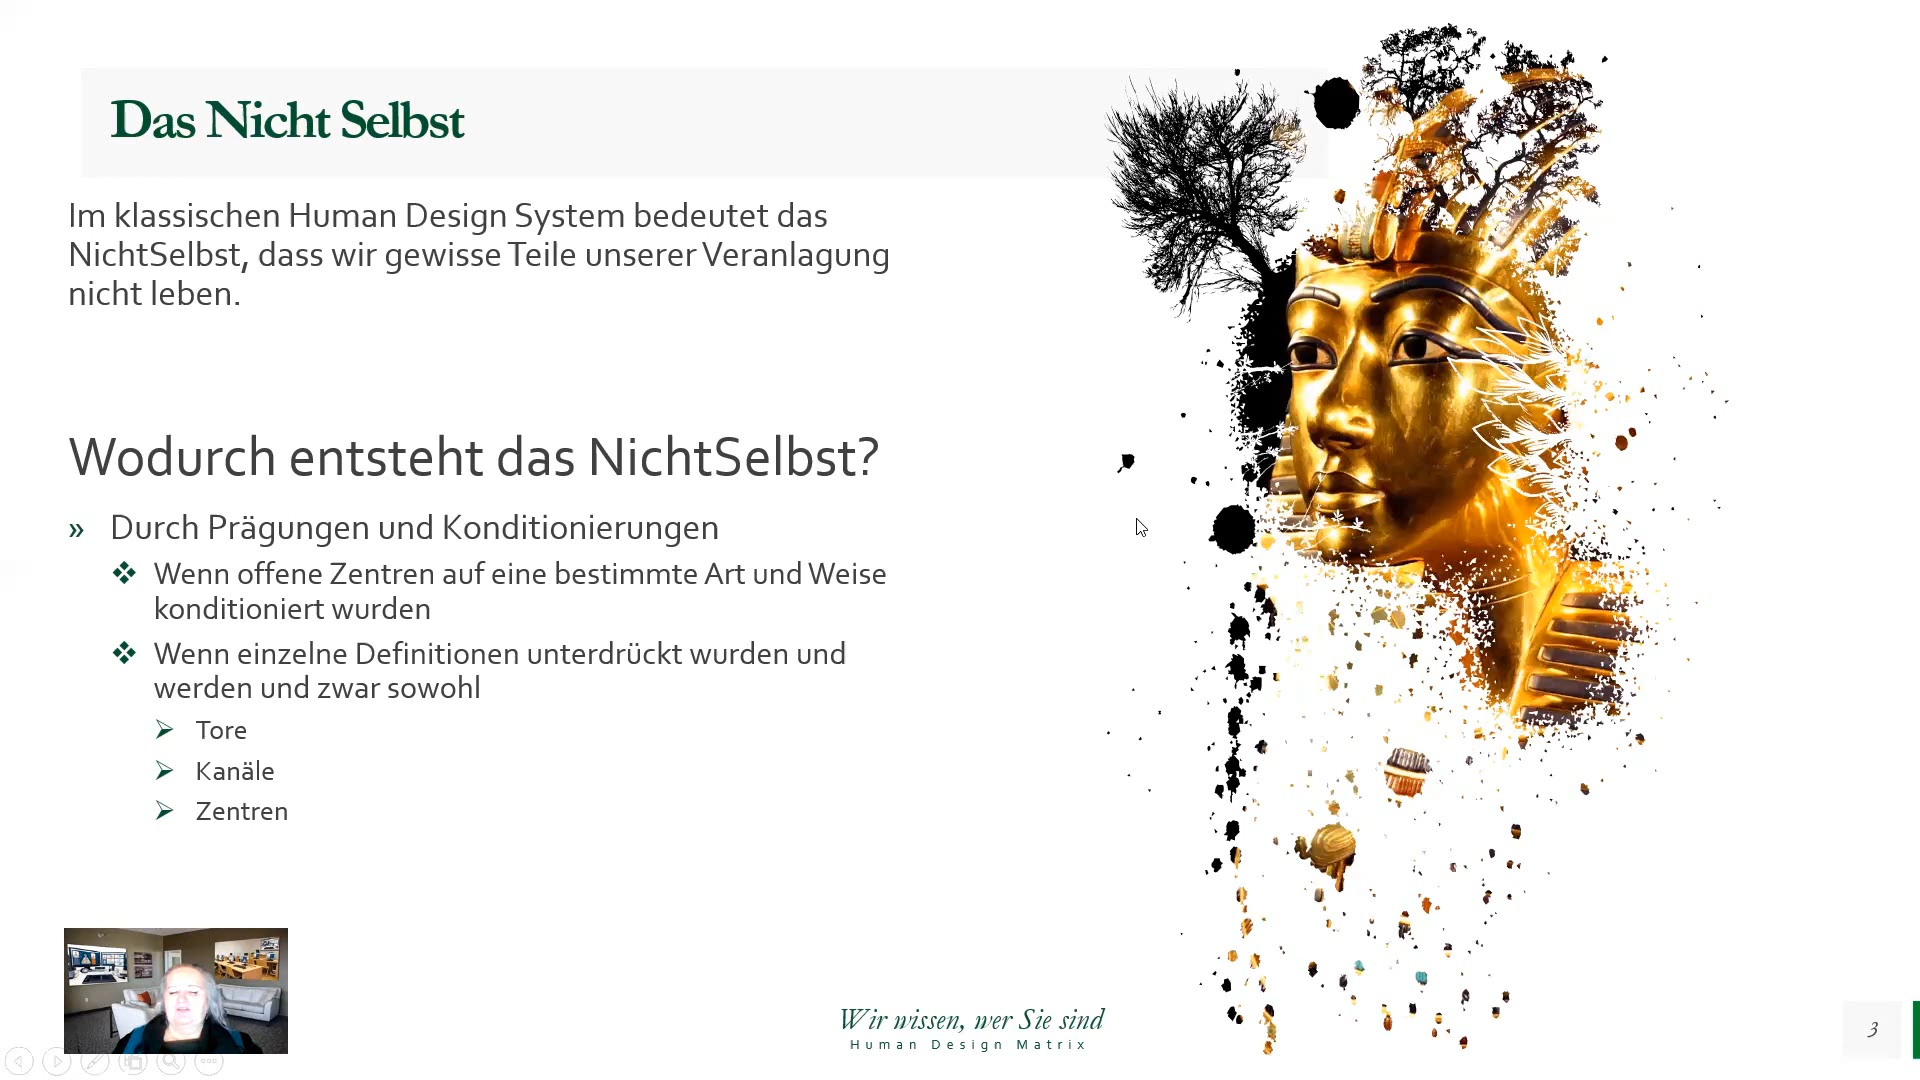 Das Nicht Selbst
Im klassischen Human Design System bedeutet das
NichtSelbst, dass wir gewisse Teile unserer Veranlagung
nicht leben.
Wodurch entsteht das NichtSelbst?
» Durch Prägungen und Konditionierungen
❖ Wenn offene Zentren auf eine bestimmte Art und Weise
konditioniert wurden
❖ Wenn einzelne Definitionen unterdrückt wurden und
werden und zwar sowohl
➢ Tore
➢ Kanäle
➢ Zentren
Wir wissen, wer Sie sind
Human Design Matrix
3